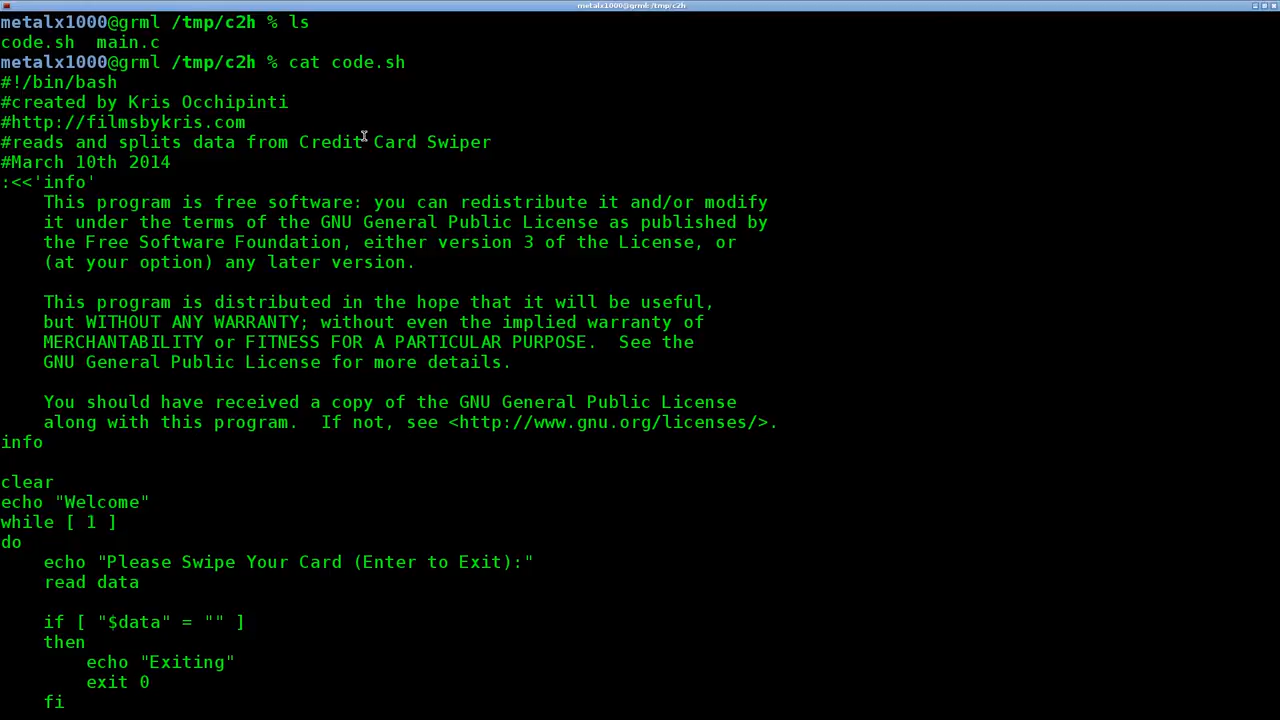 metalx1000@grml:/tmp/c2h
metalx1000@grml /tmp/c2h % ls
code.sh  main.c
metalx1000@grml /tmp/c2h % cat code.sh
#!/bin/bash
#created by Kris Occhipinti
#http://filmsbykris.com
#reads and splits data from Credit Card Swiper
#March 10th 2014
:<<'info'
    This program is free software: you can redistribute it and/or modify
    it under the terms of the GNU General Public License as published by
    the Free Software Foundation, either version 3 of the License, or
    (at your option) any later version.

    This program is distributed in the hope that it will be useful,
    but WITHOUT ANY WARRANTY; without even the implied warranty of
    MERCHANTABILITY or FITNESS FOR A PARTICULAR PURPOSE.  See the
    GNU General Public License for more details.

    You should have received a copy of the GNU General Public License
    along with this program.  If not, see <http://www.gnu.org/licenses/>.
info

clear
echo "Welcome"
while [ 1 ]
do
    echo "Please Swipe Your Card (Enter to Exit):"
    read data

    if [ "$data" = "" ]
    then
        echo "Exiting"
        exit 0
    fi